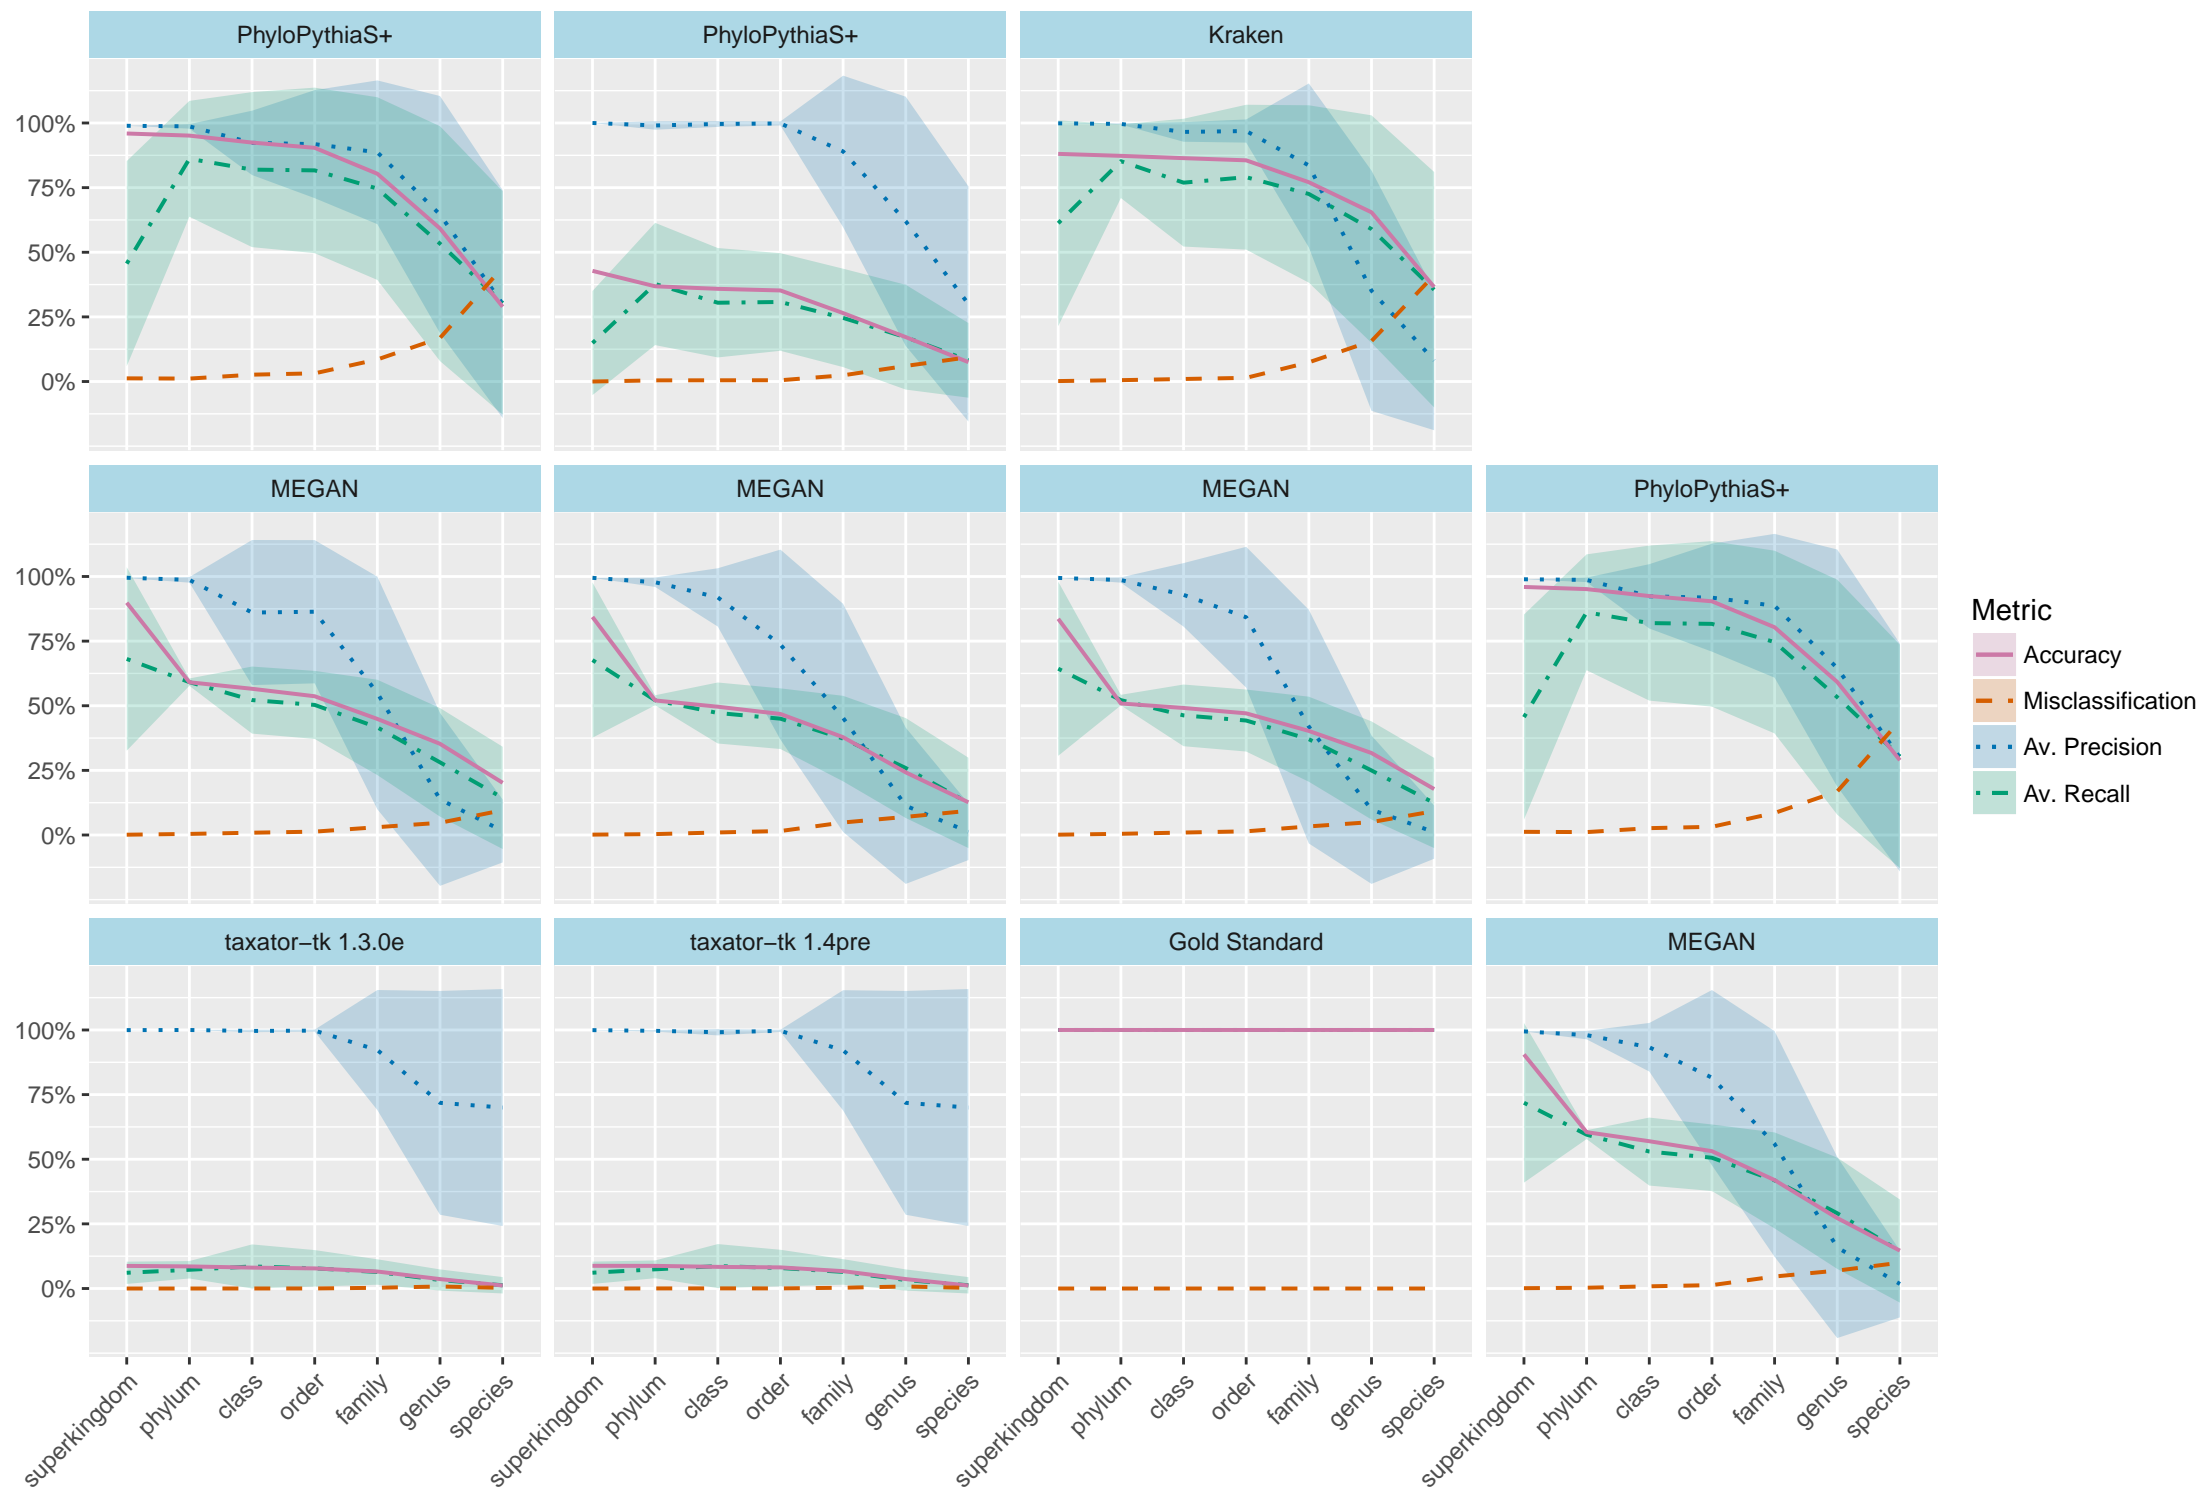 PhyloPythiaS+ PhyloPythiaS+ Kraken
100%
75%
50%
25%
0%
MEGAN MEGAN MEGAN PhyloPythiaS+
100%
75%
50%
25%
0%
Metric
Accuracy
Misclassification
Av. Precision
Av. Recall
taxator−tk 1.3.0e taxator−tk 1.4pre Gold Standard MEGAN
100%
75%
50%
25%
0%
superkingdom phylum class order family genus species superkingdom phylum class order family genus species superkingdom phylum class order family genus species superkingdom phylum class order family genus species